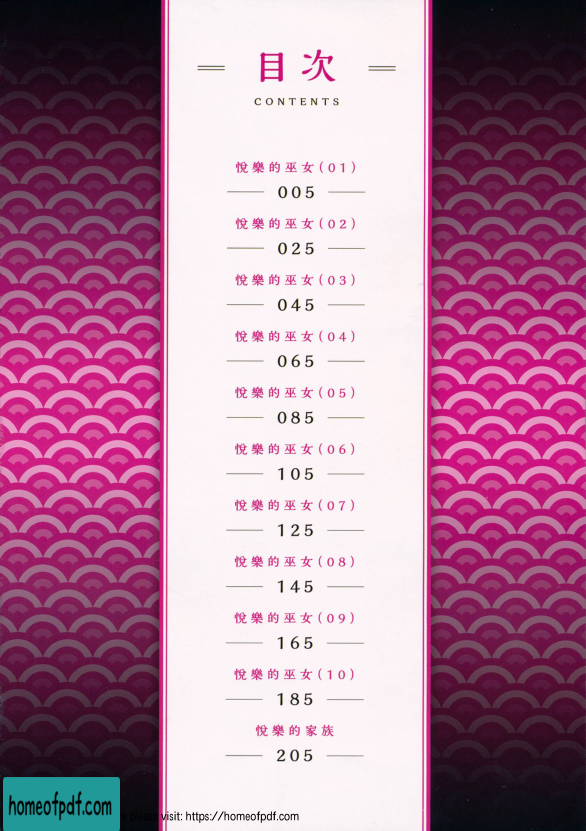 目次
CONTENTS
悅樂的巫女(01)
005
悅樂的巫女(02)
025
悅樂的巫女(03)
045
悅樂的巫女(04)
065
悅樂的巫女(05)
085
悅樂的巫女(06)
105
悅樂的巫女(07)
125
悅樂的巫女(08)
145
悅樂的巫女(09)
165
悅樂的巫女(10)
185
悅樂的家族
205
homeofpdf.com
visit: https://homeofpdf.com